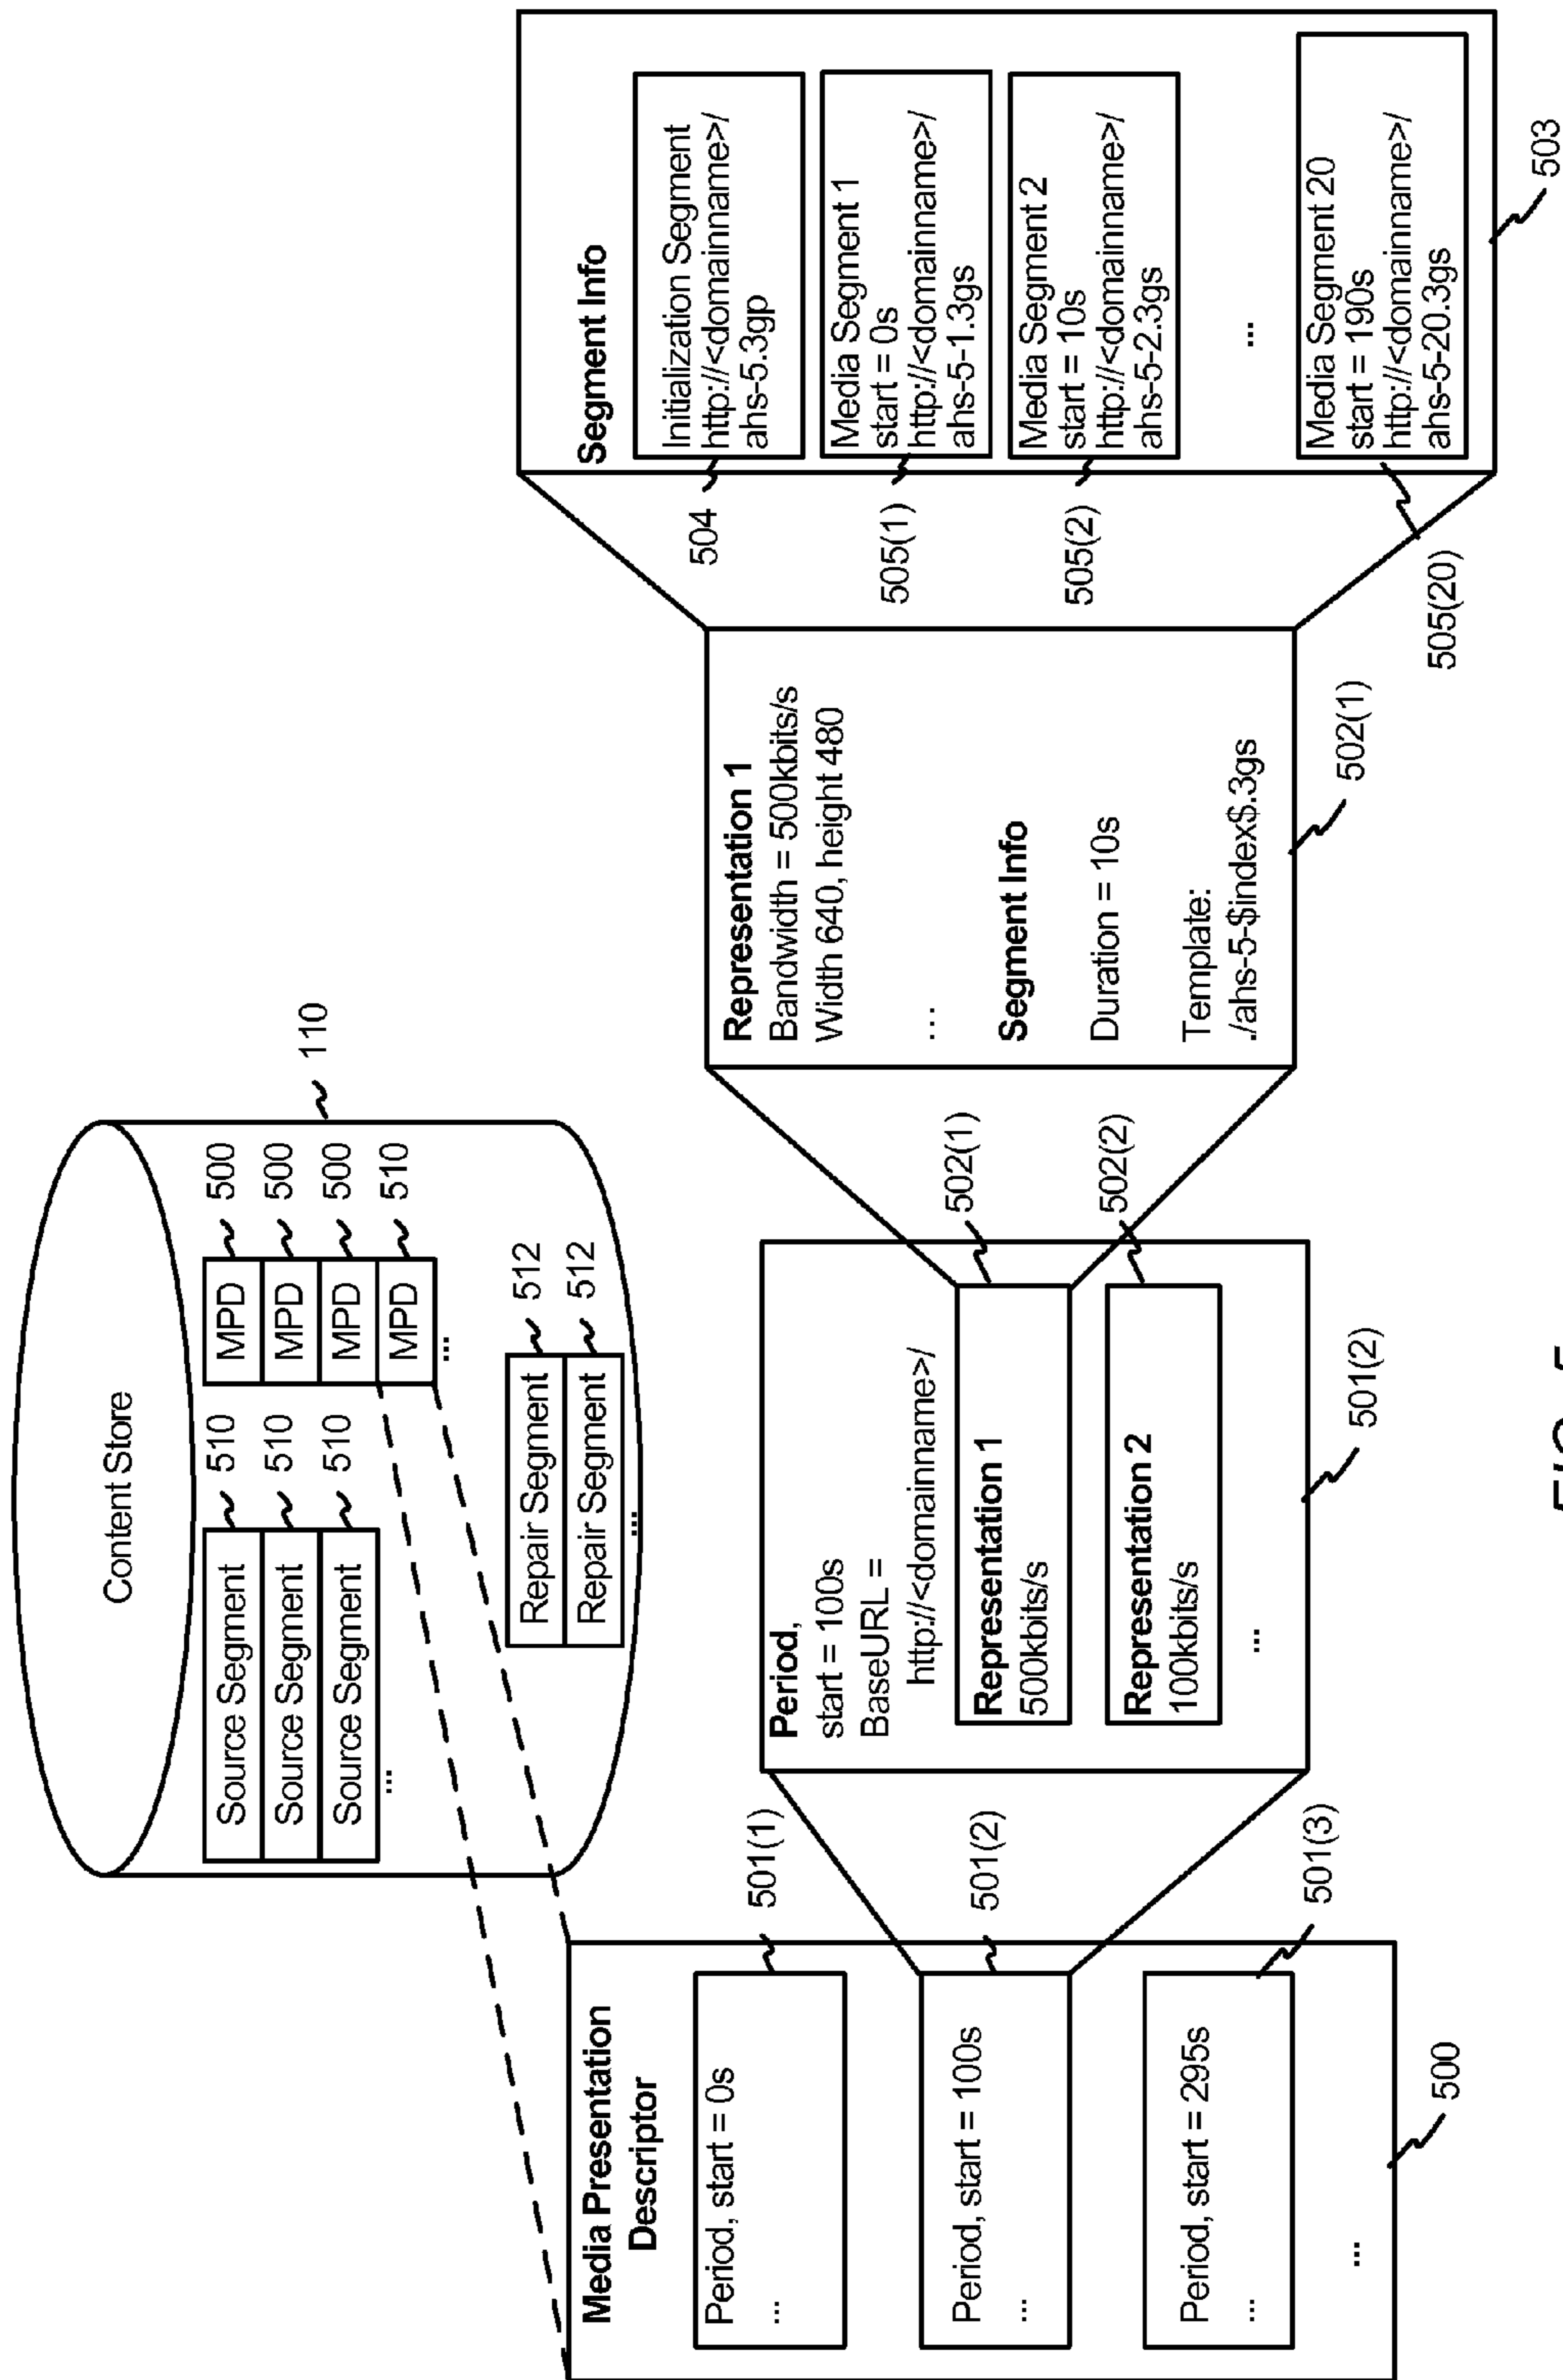 Content Store
110
Source Segment
510
Source Segment
510
Source Segment
510
...
MPD
500
MPD
500
MPD
500
MPD
510
...
Repair Segment
512
Repair Segment
512
...
Media Presentation
Descriptor
Period, start = 0s
...
501(1)
Period, start = 100s
...
501(2)
Period, start = 295s
...
501(3)
...
500
Period,
start = 100s
BaseURL =
http://<domainname>/
Representation 1
500kbits/s
502(1)
Representation 2
100kbits/s
502(2)
...
501(2)
Representation 1
Bandwidth = 500kbits/s
Width 640, height 480
...
Segment Info
Duration = 10s
Template:
./ahs-5-$index$.3gs
502(1)
Segment Info
Initialization Segment
http://<domainname>/
ahs-5.3gp
504
Media Segment 1
start = 0s
http://<domainname>/
ahs-5-1.3gs
505(1)
Media Segment 2
start = 10s
http://<domainname>/
ahs-5-2.3gs
505(2)
...
Media Segment 20
start = 190s
http://<domainname>/
ahs-5-20.3gs
505(20)
503